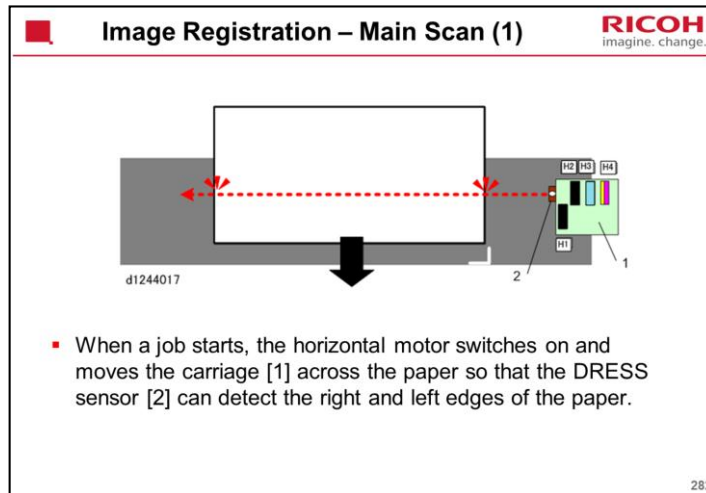 Image Registration – Main Scan (1)
RICOH
imagine. change.
H2 H3 H4
H1
2
1
d1244017
▪ When a job starts, the horizontal motor switches on and
moves the carriage [1] across the paper so that the DRESS
sensor [2] can detect the right and left edges of the paper.